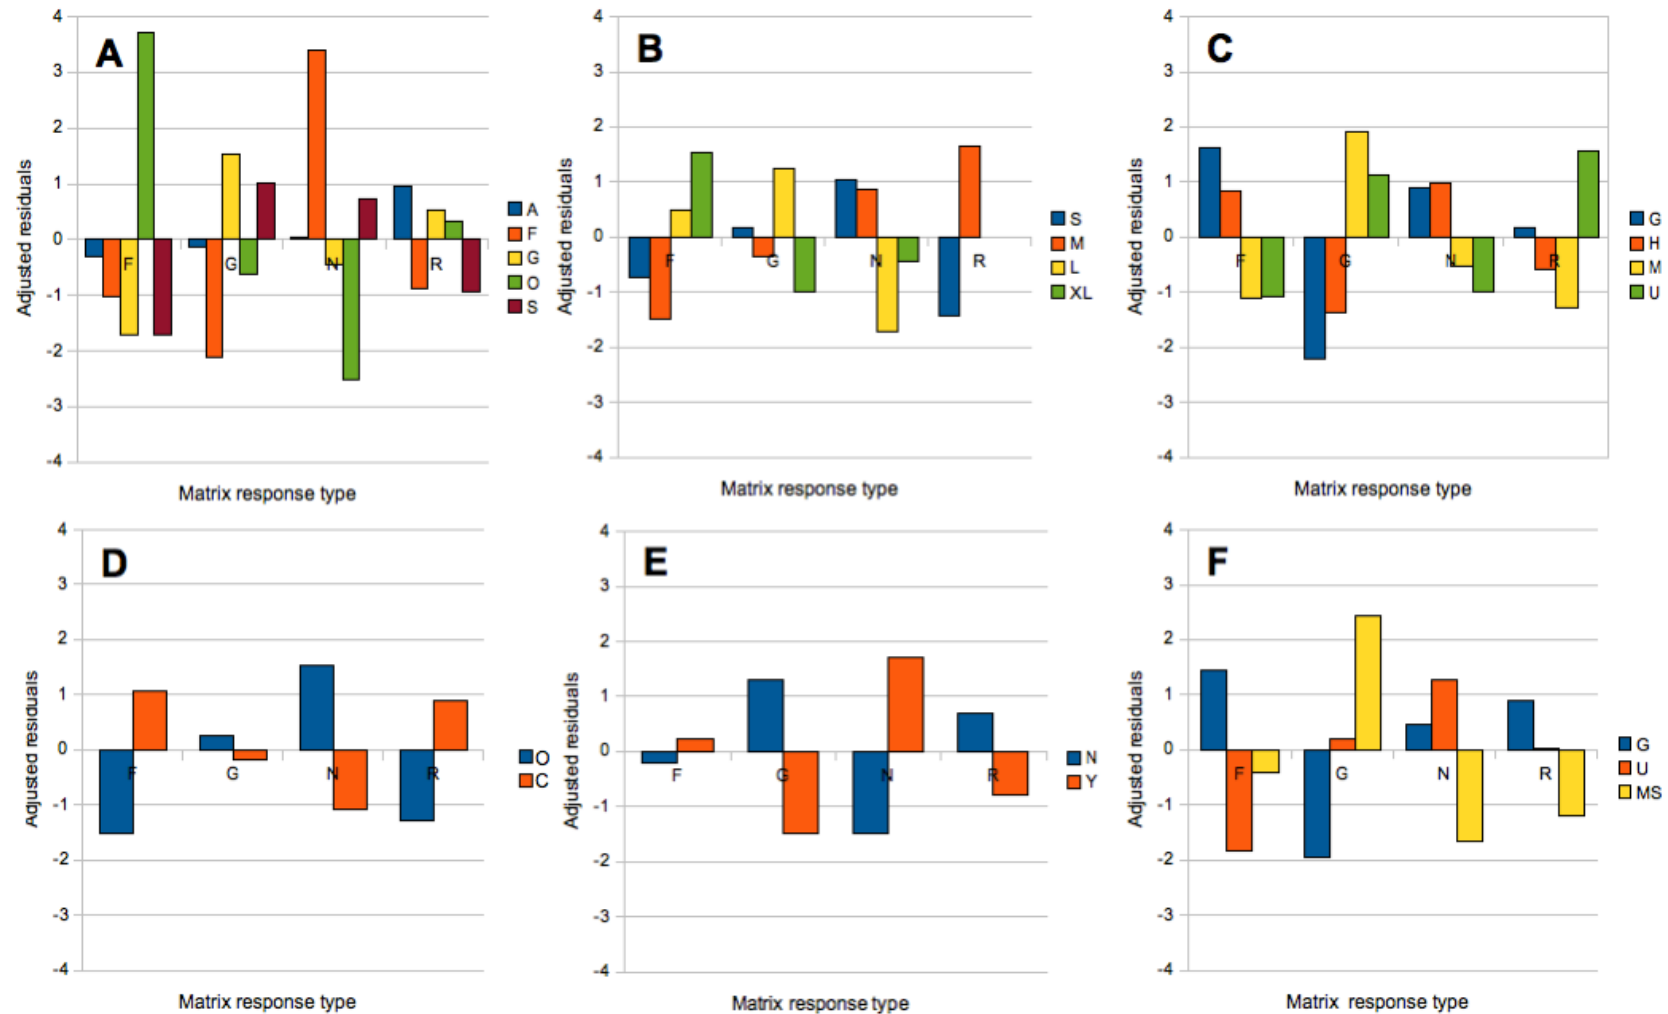 A
4
3
2
1
0
-1
-2
-3
-4
Adjusted residuals
F
G
N
R
Matrix response type
A
F
G
O
S
B
4
3
2
1
0
-1
-2
-3
-4
Adjusted residuals
F
G
N
R
Matrix response type
S
M
L
XL
C
4
3
2
1
0
-1
-2
-3
-4
Adjusted residuals
F
G
N
R
Matrix response type
G
H
M
U
D
4
3
2
1
0
-1
-2
-3
-4
Adjusted residuals
F
G
N
R
Matrix response type
O
C
E
4
3
2
1
0
-1
-2
-3
-4
Adjusted residuals
F
G
N
R
Matrix response type
N
Y
F
4
3
2
1
0
-1
-2
-3
-4
Adjusted residuals
F
G
N
R
Matrix response type
G
U
MS